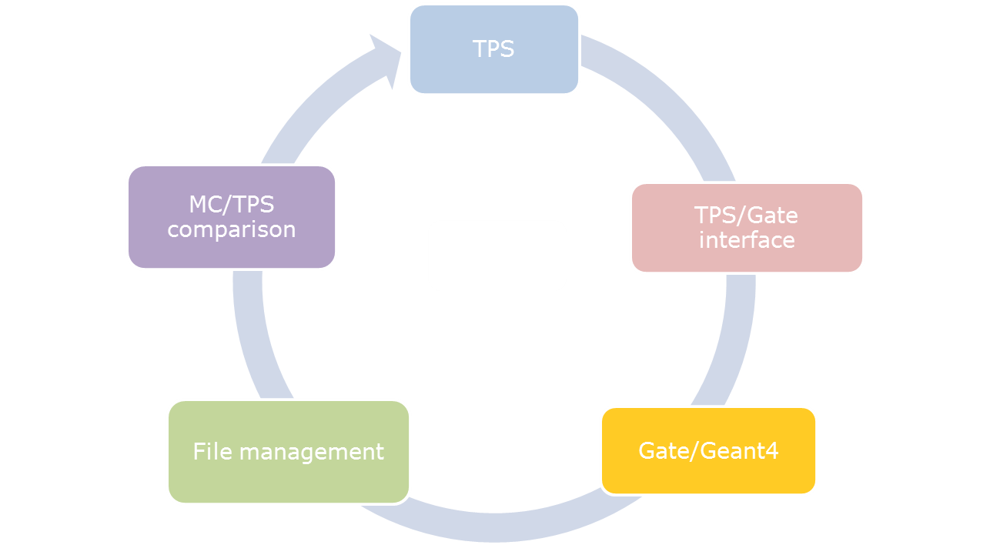 TPS
TPS/Gate
interface
Gate/Geant4
File management
MC/TPS
comparison